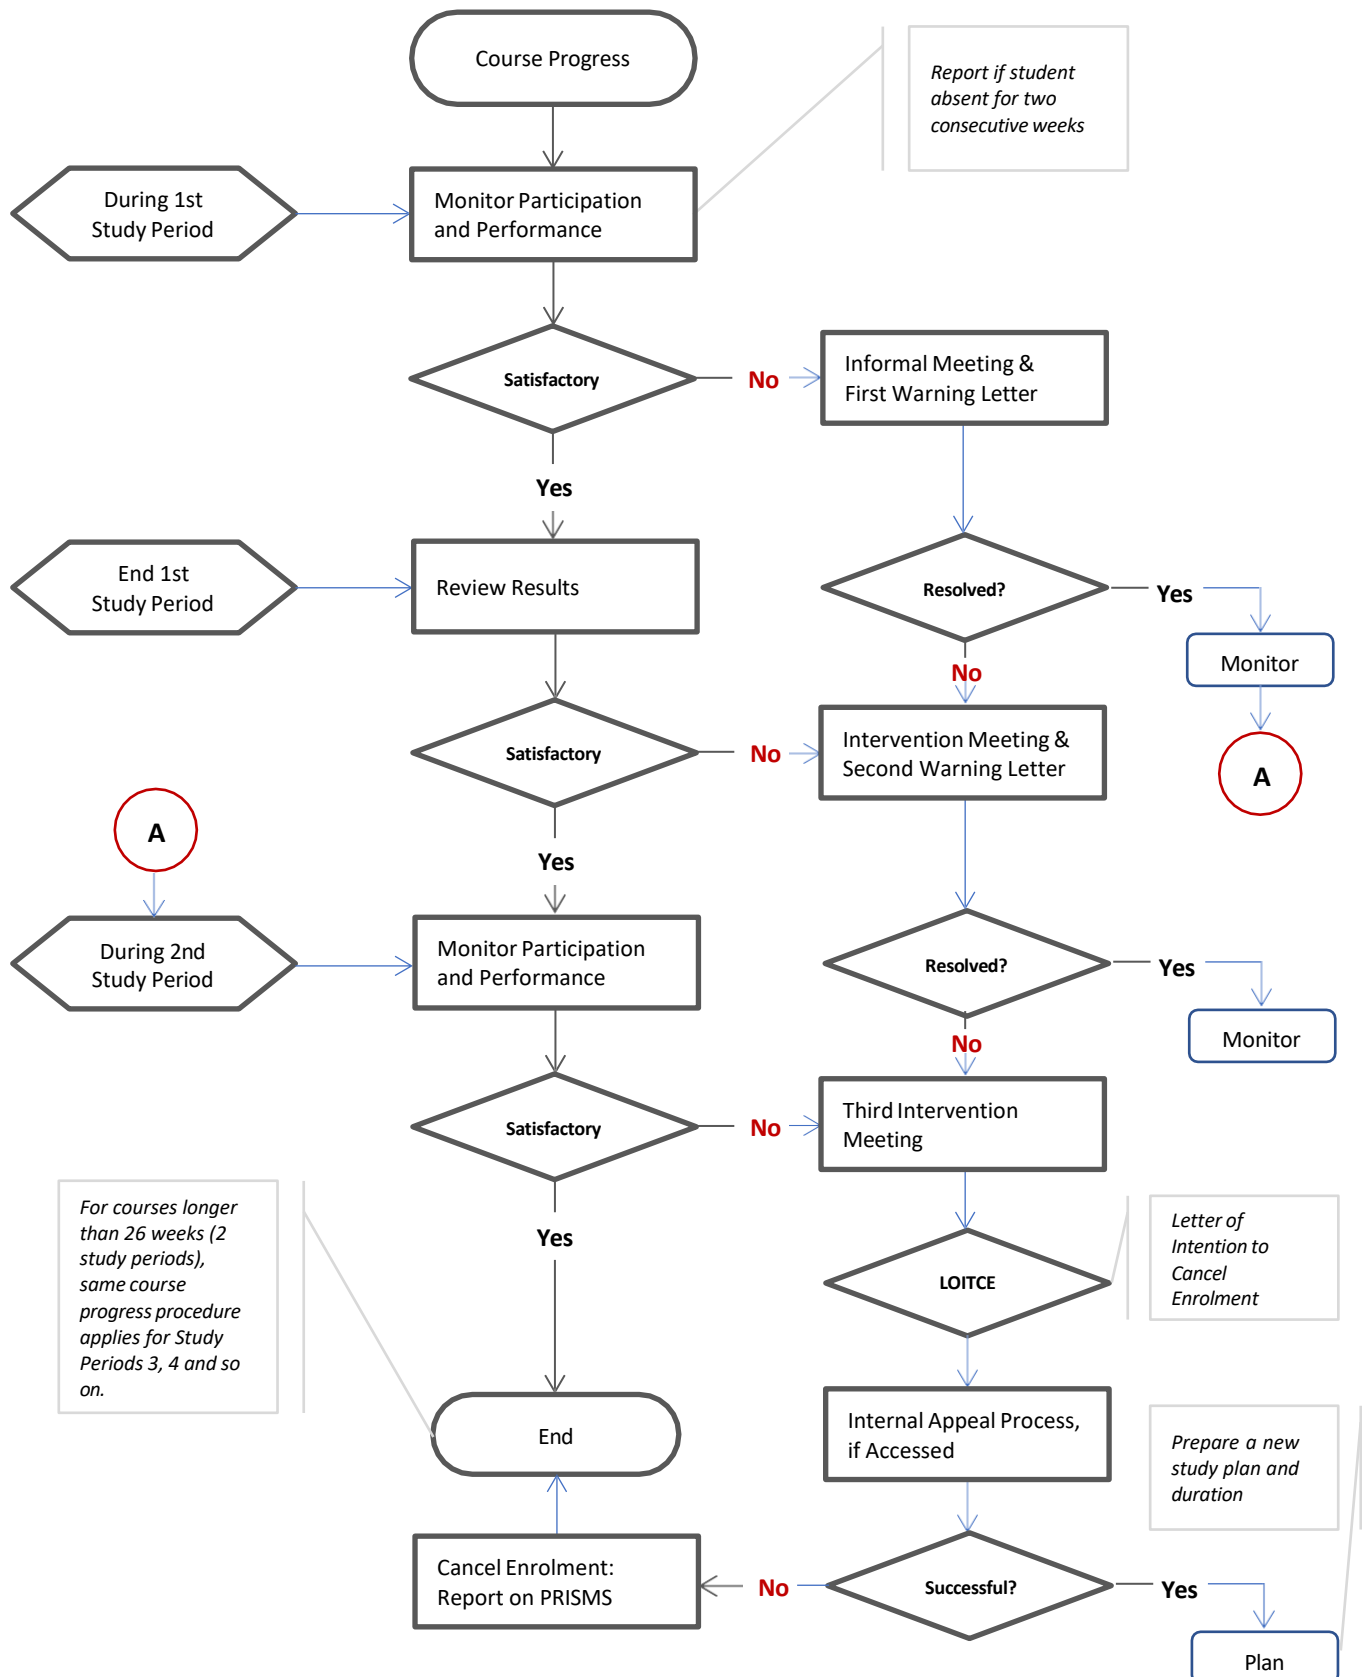 Course Progress
Report if student
absent for two
consecutive weeks
During 1st
Study Period
Monitor Participation
and Performance
Satisfactory
No
Informal Meeting &
First Warning Letter
Yes
End 1st
Study Period
Review Results
Resolved?
Yes
Monitor
No
Satisfactory
No
Intervention Meeting &
Second Warning Letter
A
A
Yes
During 2nd
Study Period
Monitor Participation
and Performance
Resolved?
Yes
Monitor
No
Satisfactory
No
Third Intervention
Meeting
For courses longer
than 26 weeks (2
study periods),
same course
progress procedure
applies for Study
Periods 3, 4 and so
on.
Yes
LOITCE
Letter of
Intention to
Cancel
Enrolment
End
Internal Appeal Process,
if Accessed
Prepare a new
study plan and
duration
Cancel Enrolment:
Report on PRISMS
No
Successful?
Yes
Plan